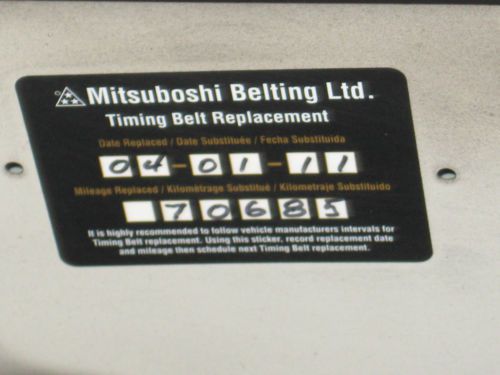 Mitsuboshi Belting Ltd.
Timing Belt Replacement
Date Replaced / Date Substituée / Fecha Substituida
04-01-11
Mileage Replaced / Kilométrage Substitué / Kilometraje Substituido
70685
It is highly recommended to follow vehicle manufacturers intervals for
Timing Belt replacement. Using this sticker, record replacement date
and mileage then schedule next Timing Belt replacement.